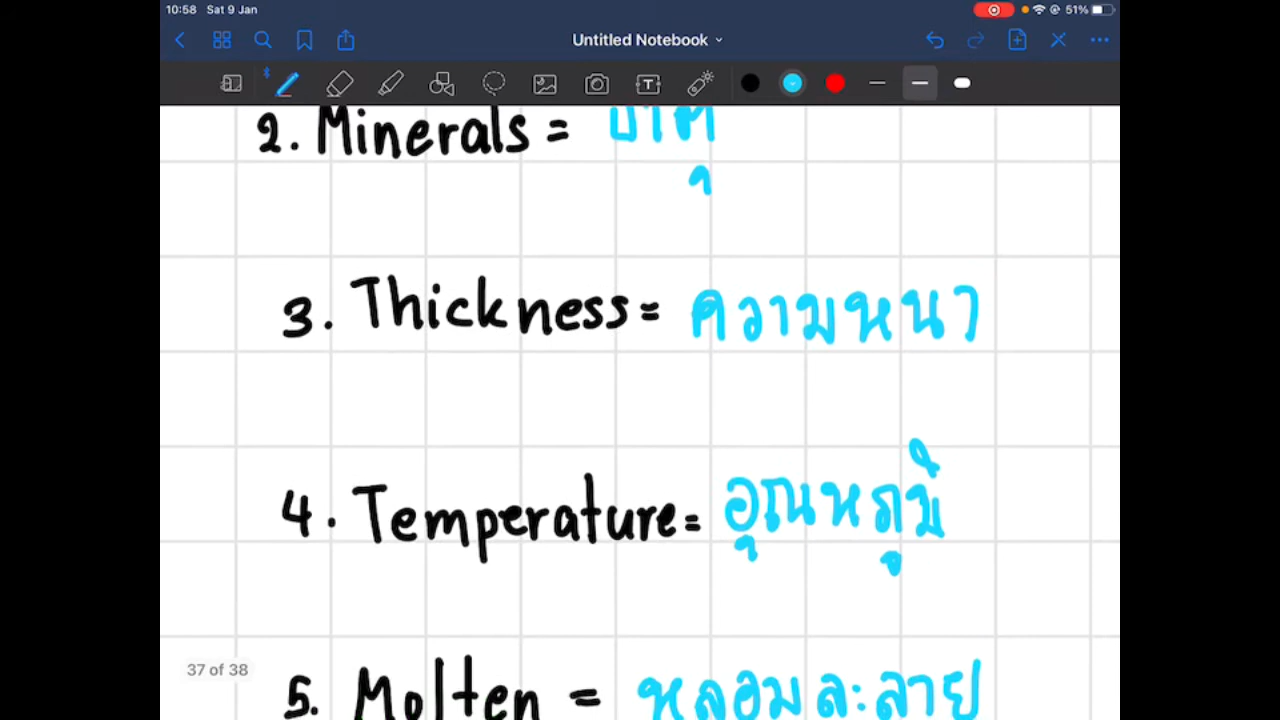 10:58 Sat 9 Jan 51%
Untitled Notebook
T
2. Minerals = ธาตุ
3. Thickness = ความหนา
4. Temperature = อุณหภูมิ
37 of 38
5. Molten = หลอมละลาย